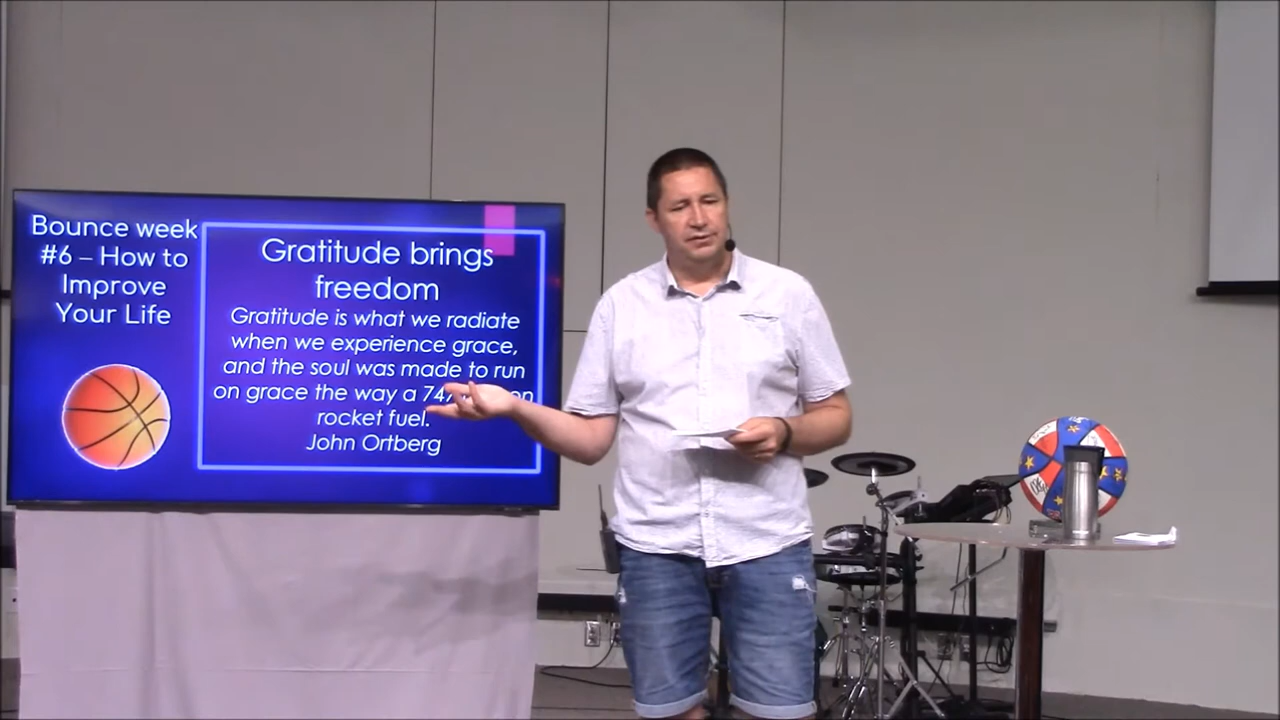 Bounce week
#6 – How to
Improve
Your Life
Gratitude brings
freedom
Gratitude is what we radiate
when we experience grace,
and the soul was made to run
on grace the way a
rocket fuel.
John Ortberg